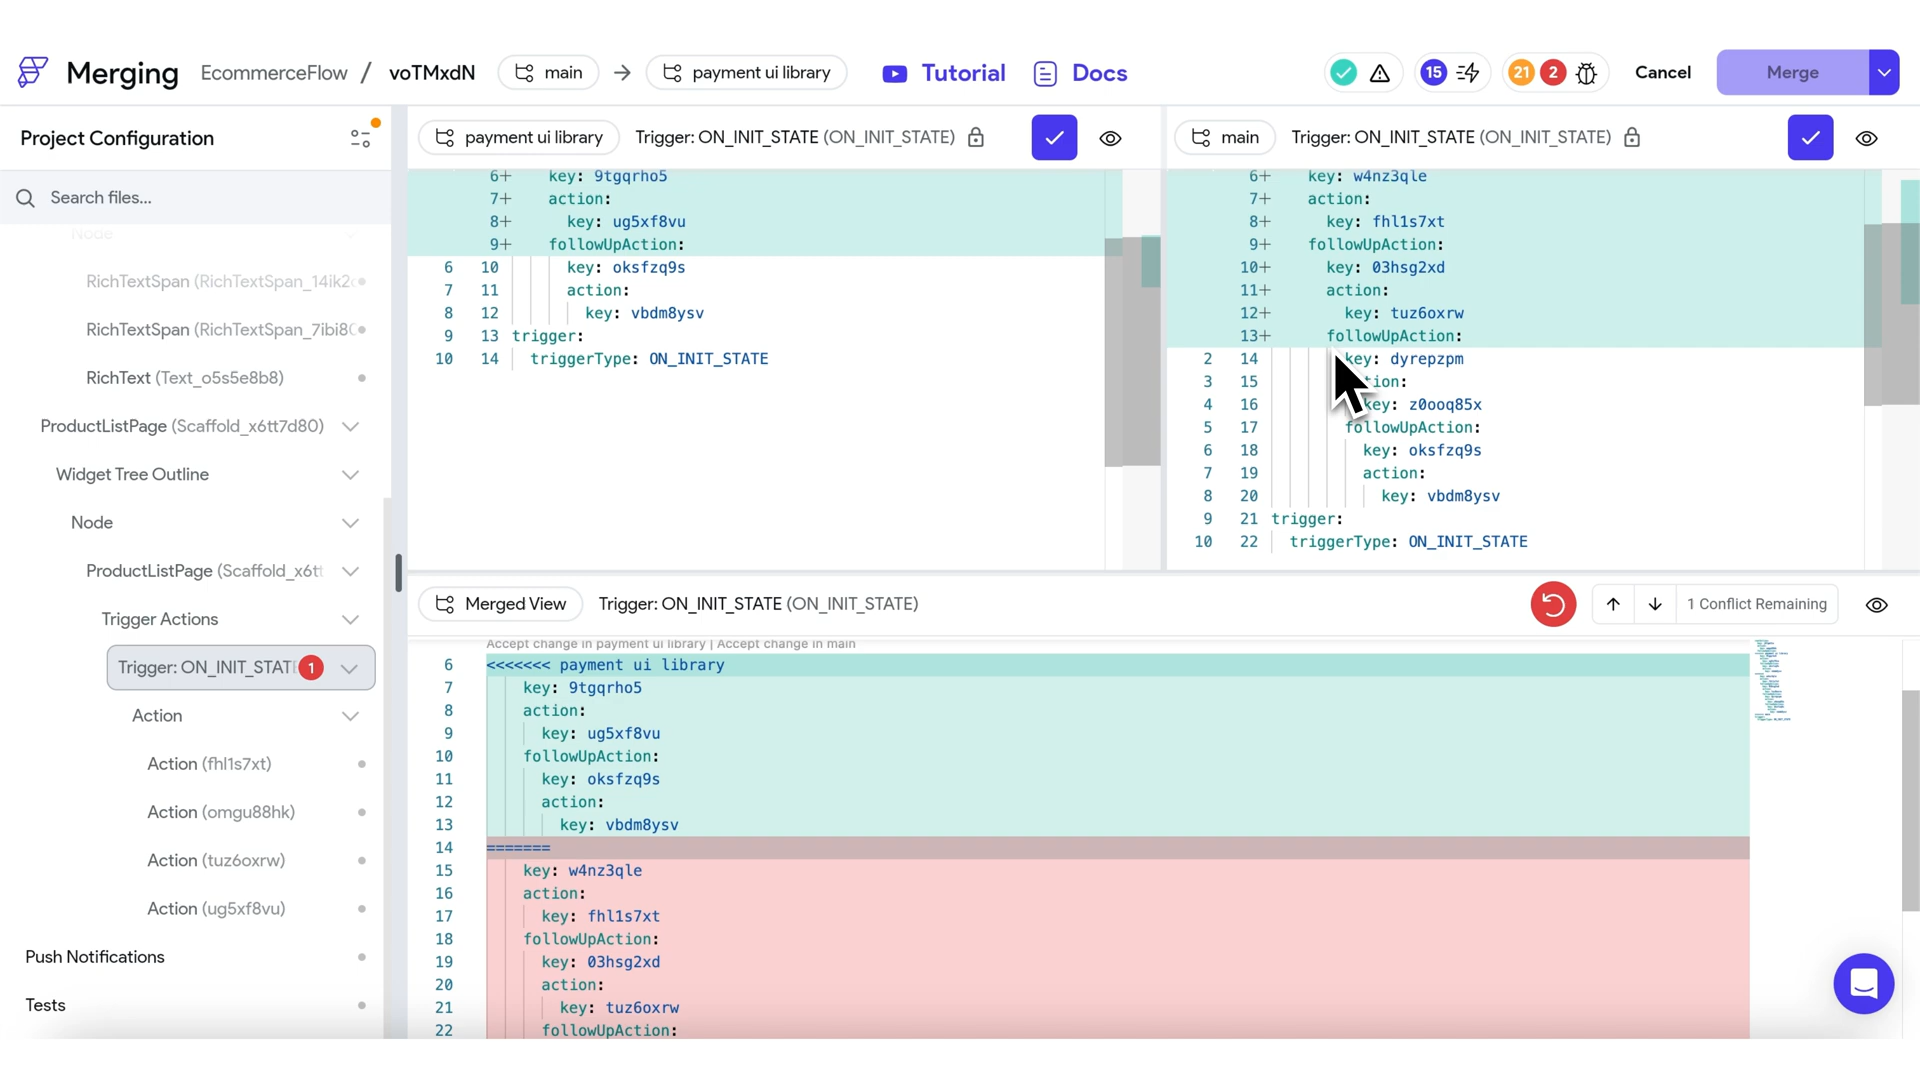 Merging EcommerceFlow / voTMxdN main → payment ui library Tutorial Docs 15 21 2 Cancel Merge
Project Configuration
Search files...
Node
RichTextSpan (RichTextSpan_14ik2
RichTextSpan (RichTextSpan_7ibi8
RichText (Text_o5s5e8b8)
ProductListPage (Scaffold_x6tt7d80)
Widget Tree Outline
Node
ProductListPage (Scaffold_x6tt
Trigger Actions
Trigger: ON_INIT_STAT 1
Action
Action (fhl1s7xt)
Action (omgu88hk)
Action (tuz6oxrw)
Action (ug5xf8vu)
Push Notifications
Tests
payment ui library Trigger: ON_INIT_STATE (ON_INIT_STATE)
6+ key: 9tgqrho5
7+ action:
8+ key: ug5xf8vu
9+ followUpAction:
6 10 key: oksfzq9s
7 11 action:
8 12 key: vbdm8ysv
9 13 trigger:
10 14 triggerType: ON_INIT_STATE
main Trigger: ON_INIT_STATE (ON_INIT_STATE)
6+ key: w4nz3qle
7+ action:
8+ key: fhl1s7xt
9+ followUpAction:
10+ key: 03hsg2xd
11+ action:
12+ key: tuz6oxrw
13+ followUpAction:
2 14 key: dyrepzpm
3 15 tion:
4 16 key: z0ooq85x
5 17 followUpAction:
6 18 key: oksfzq9s
7 19 action:
8 20 key: vbdm8ysv
9 21 trigger:
10 22 triggerType: ON_INIT_STATE
Merged View Trigger: ON_INIT_STATE (ON_INIT_STATE) 1 Conflict Remaining
Accept change in payment ui library | Accept change in main
6 <<<<<<< payment ui library
7 key: 9tgqrho5
8 action:
9 key: ug5xf8vu
10 followUpAction:
11 key: oksfzq9s
12 action:
13 key: vbdm8ysv
14 =======
15 key: w4nz3qle
16 action:
17 key: fhl1s7xt
18 followUpAction:
19 key: 03hsg2xd
20 action:
21 key: tuz6oxrw
22 followUpAction: